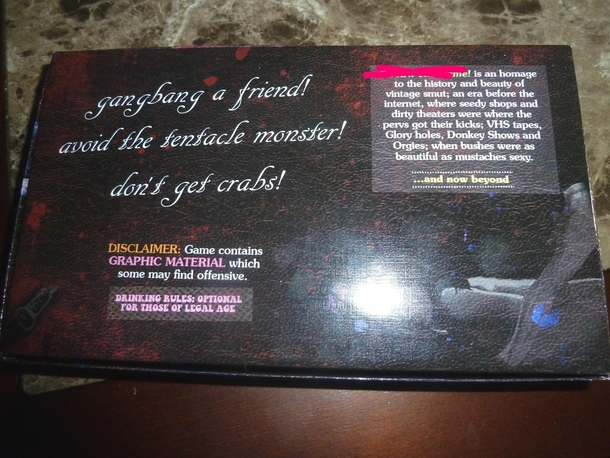 gangbang a friend!
avoid the tentacle monster!
don't get crabs!
DISCLAIMER: Game contains
GRAPHIC MATERIAL which
some may find offensive.
DRINKING RULES: OPTIONAL
FOR THOSE OF LEGAL AGE
me! is an homage
to the history and beauty of
vintage smut; an era before the
internet, where seedy shops and
dirty theaters were where the
pervs got their kicks; VHS tapes,
Glory holes, Donkey Shows and
Orgies; when bushes were as
beautiful as mustaches sexy.
...and now beyond